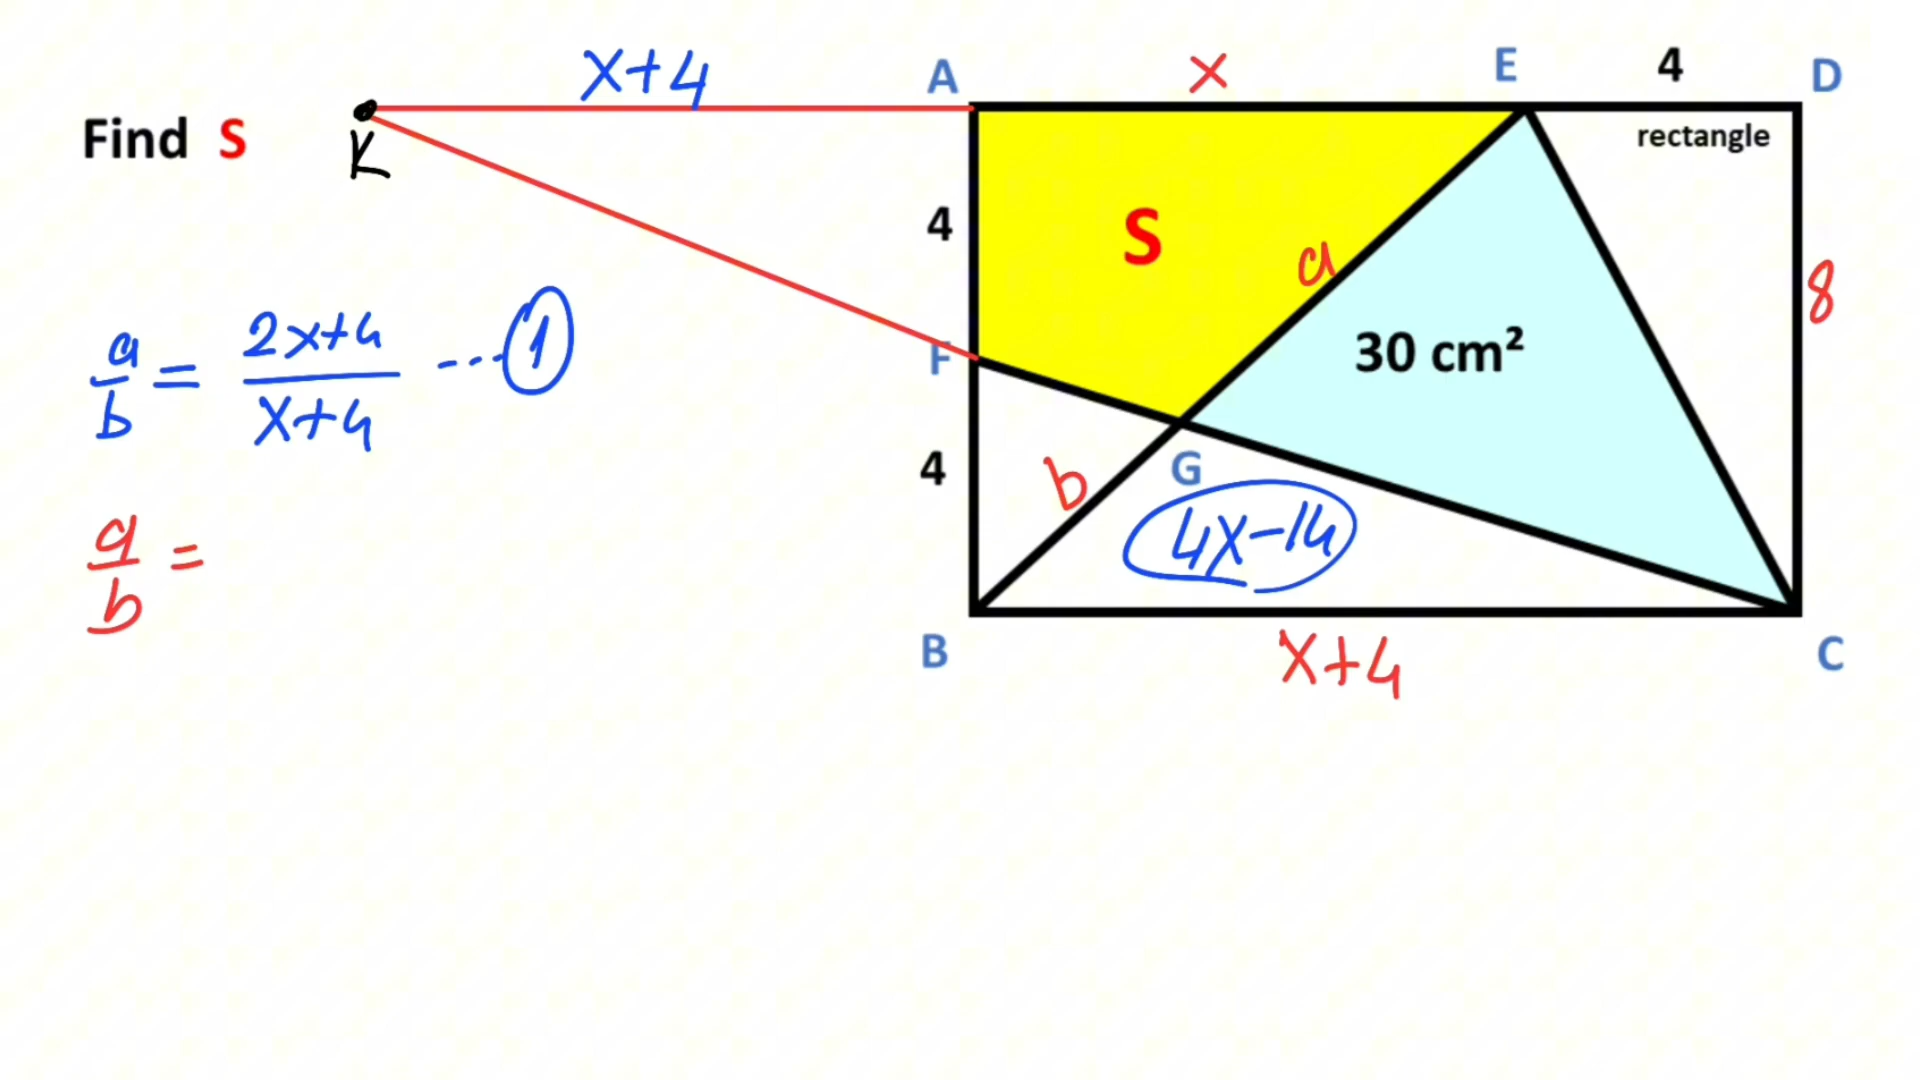 x+4
A
x
E
4
D
Find S
K
rectangle
4
S
a
8
a/b = 2x+4/x+4 ---①
F
30 cm²
4
b
G
4x-14
a/b =
B
x+4
C